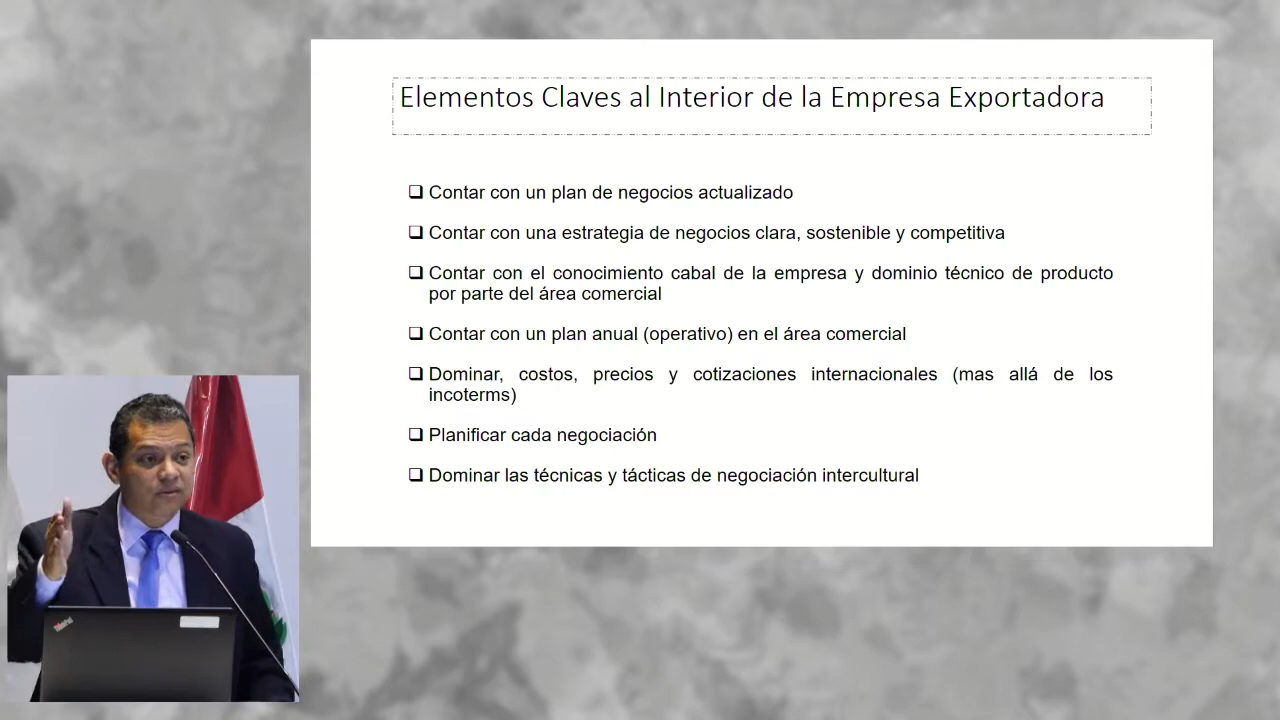 Elementos Claves al Interior de la Empresa Exportadora
❑ Contar con un plan de negocios actualizado
❑ Contar con una estrategia de negocios clara, sostenible y competitiva
❑ Contar con el conocimiento cabal de la empresa y dominio técnico de producto
por parte del área comercial
❑ Contar con un plan anual (operativo) en el área comercial
❑ Dominar, costos, precios y cotizaciones internacionales (mas allá de los
incoterms)
❑ Planificar cada negociación
❑ Dominar las técnicas y tácticas de negociación intercultural
ThinkPad